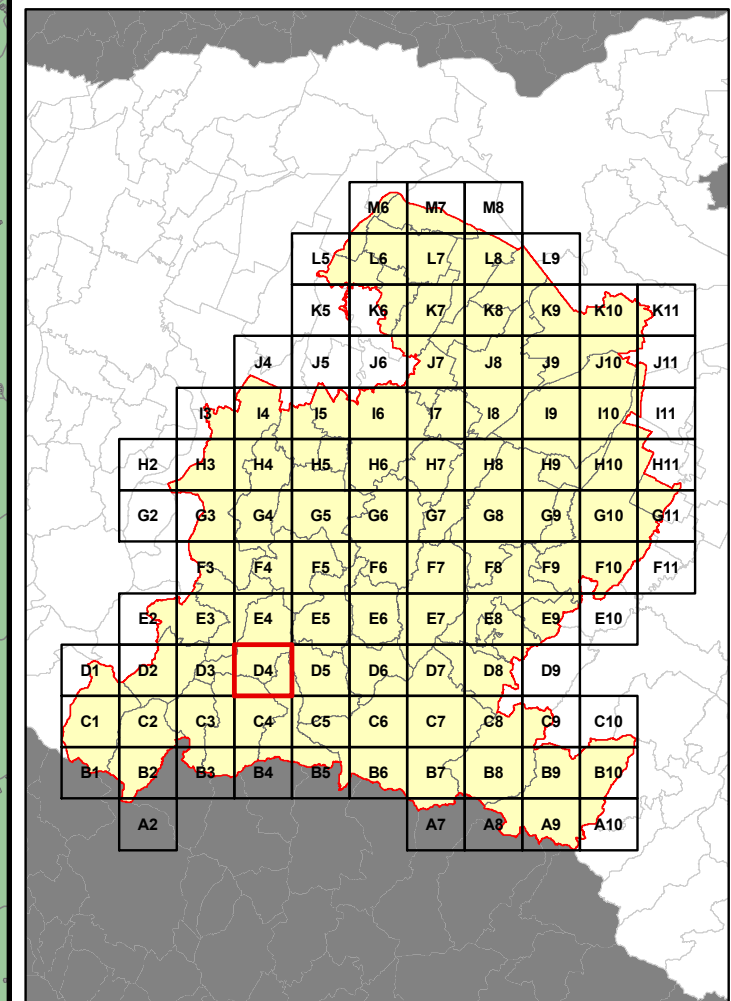 M6 M7 M8
L5 L6 L7 L8 L9
K5 K6 K7 K8 K9 K10 K11
J4 J5 J6 J7 J8 J9 J10 J11
I3 I4 I5 I6 I7 I8 I9 I10 I11
H2 H3 H4 H5 H6 H7 H8 H9 H10 H11
G2 G3 G4 G5 G6 G7 G8 G9 G10 G11
F3 F4 E5 F6 F7 F8 F9 F10 F11
E2 E3 E4 E5 E6 E7 E8 E9 E10
D1 D2 D3 D4 D5 D6 D7 D8 D9
C1 C2 C3 C4 C5 C6 C7 C8 C9 C10
B1 B2 B3 B4 B5 B6 B7 B8 B9 B10
A2 A7 A8 A9 A10